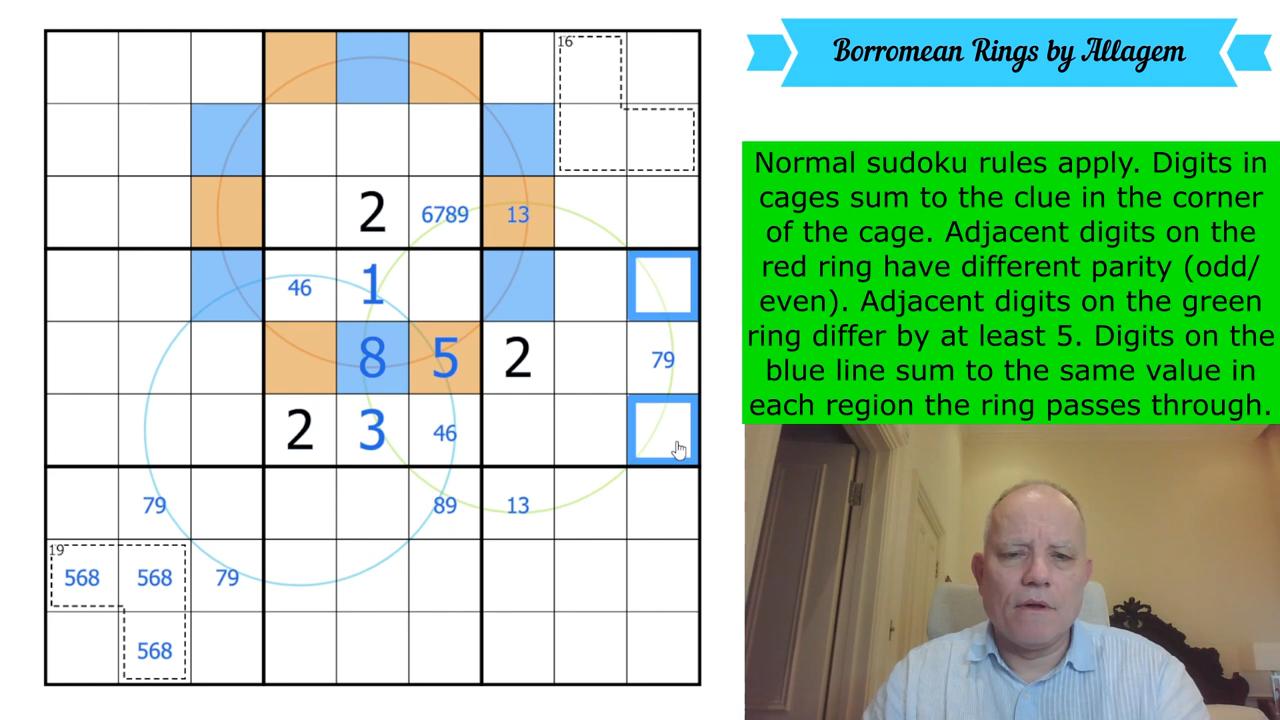 Borromean Rings by Allagem
Normal sudoku rules apply. Digits in
cages sum to the clue in the corner
of the cage. Adjacent digits on the
red ring have different parity (odd/
even). Adjacent digits on the green
ring differ by at least 5. Digits on the
blue line sum to the same value in
each region the ring passes through.
16
2 6789 13
46 1
8 5 2 79
2 3 46
79 89 13
19
568 568 79
568